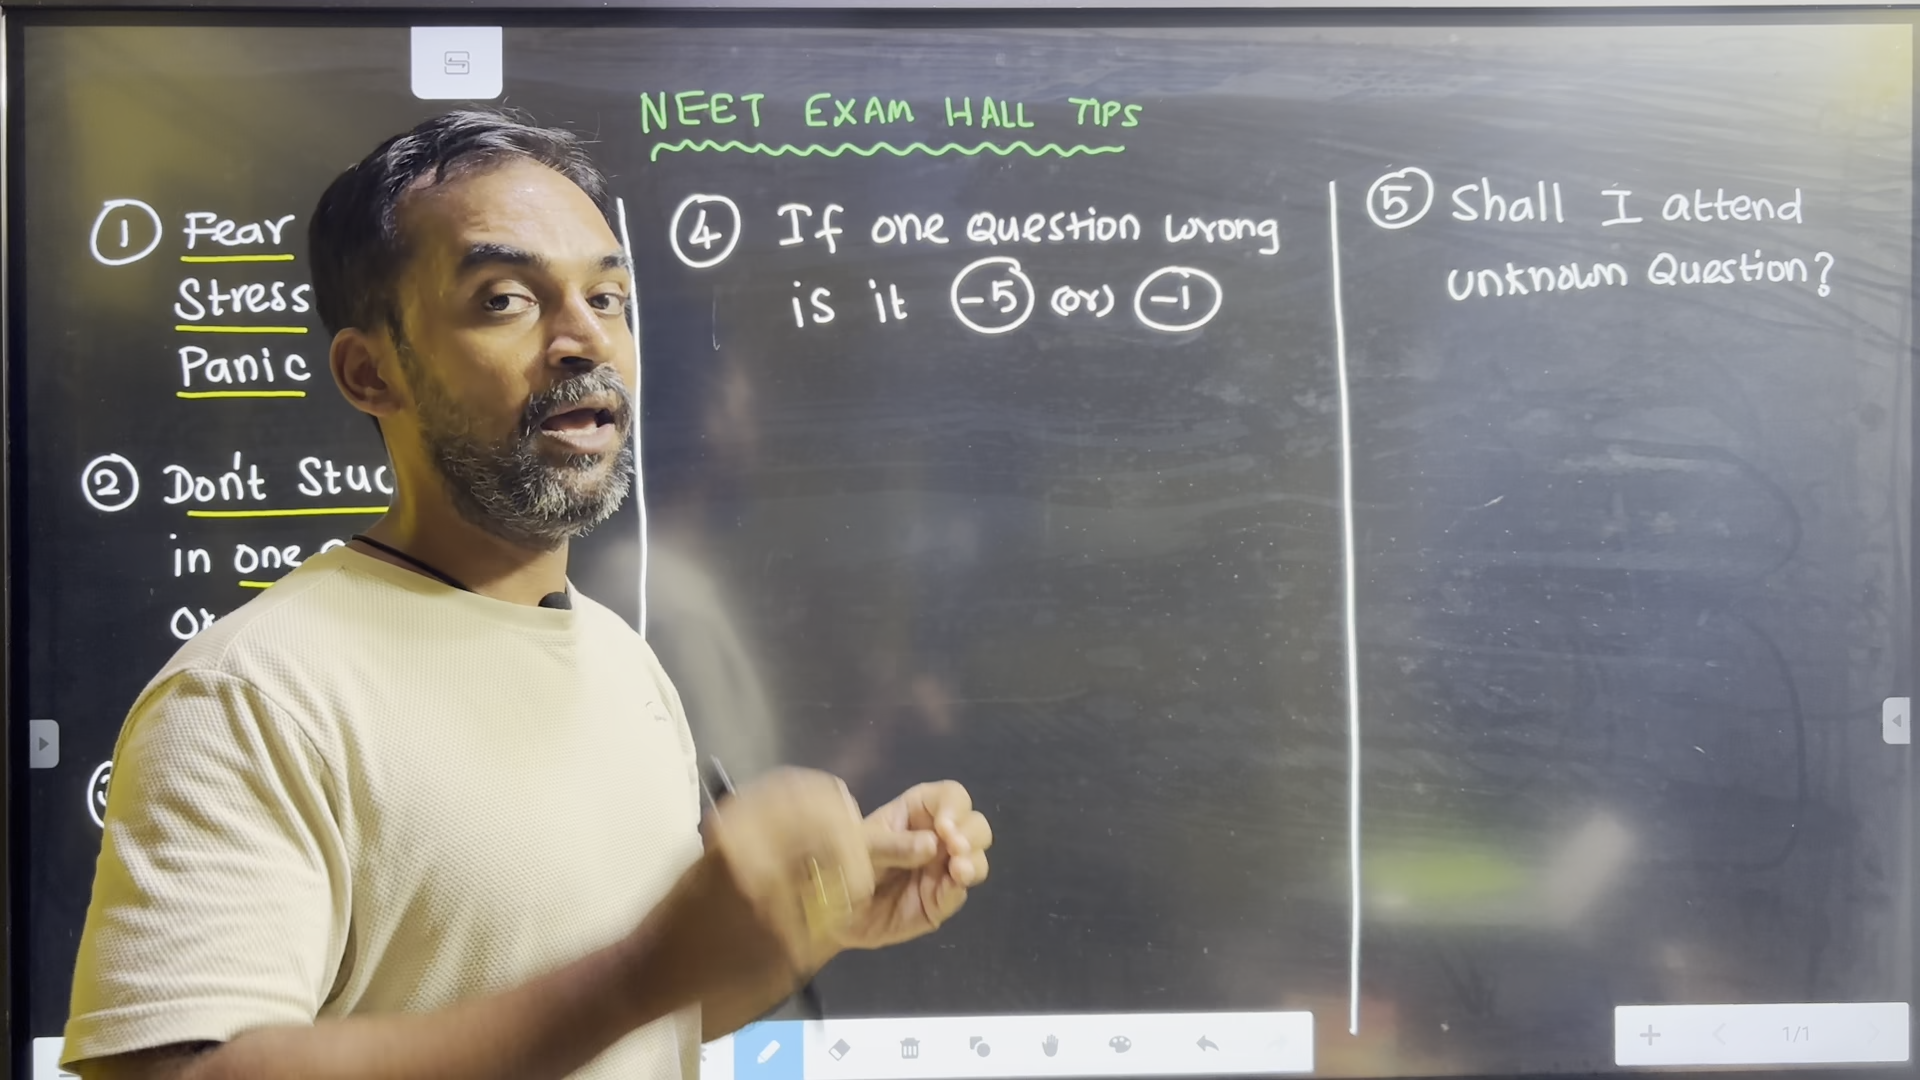 NEET EXAM HALL TIPS
① Fear
Stress
Panic
② Don't
in one
④ If one Question wrong
is it -5 (or) -1
⑤ Shall I attend
unknown Question?
1/1